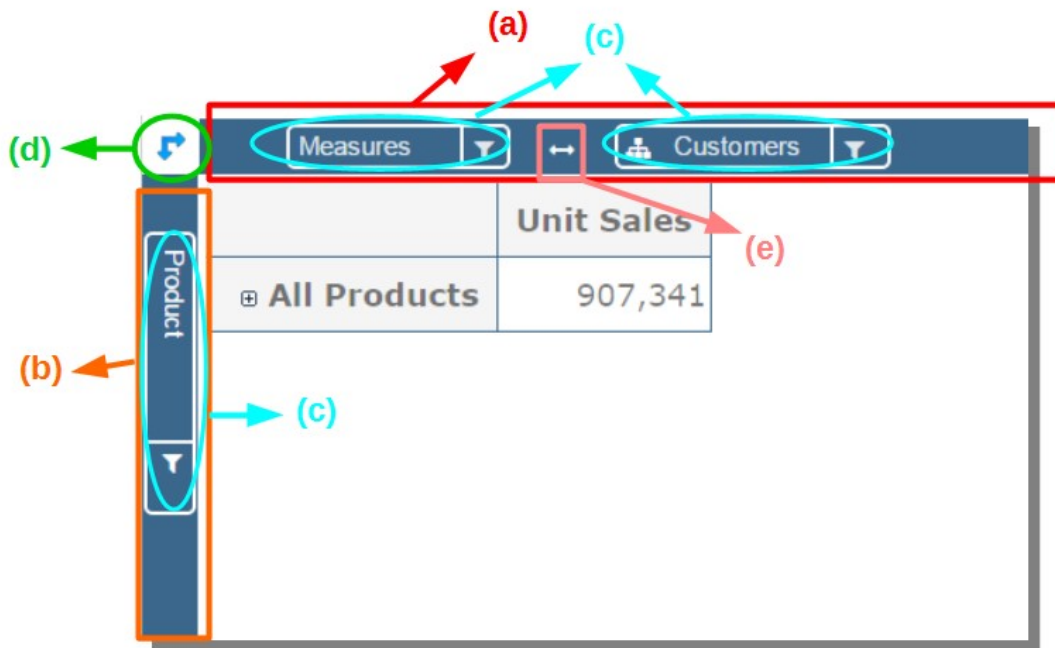 (a)
(c)
(d)
Measures
Customers
Unit Sales
(e)
Product
All Products
907,341
(b)
(c)